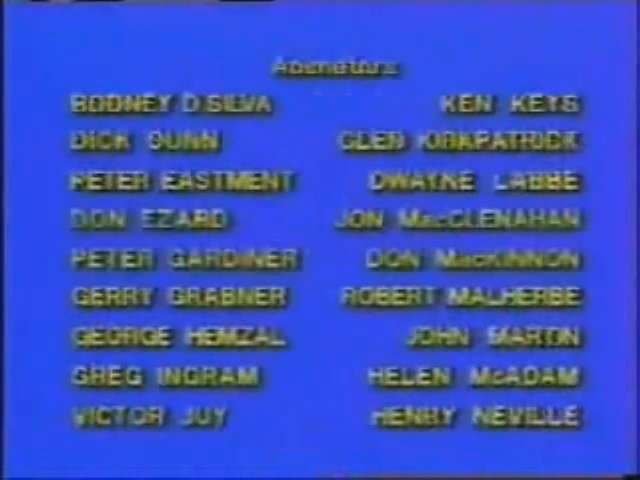 Animators
RODNEY D'SILVA KEN KEYS
DICK DUNN GLEN KIRKPATRICK
PETER EASTMENT DWAYNE LABBE
DON EZARD JON MacCLENAHAN
PETER GARDINER DON MacKINNON
GERRY GRABNER ROBERT MALHERBE
GEORGE HEMZAL JOHN MARTIN
GREG INGRAM HELEN McADAM
VICTOR JUY HENRY NEVILLE